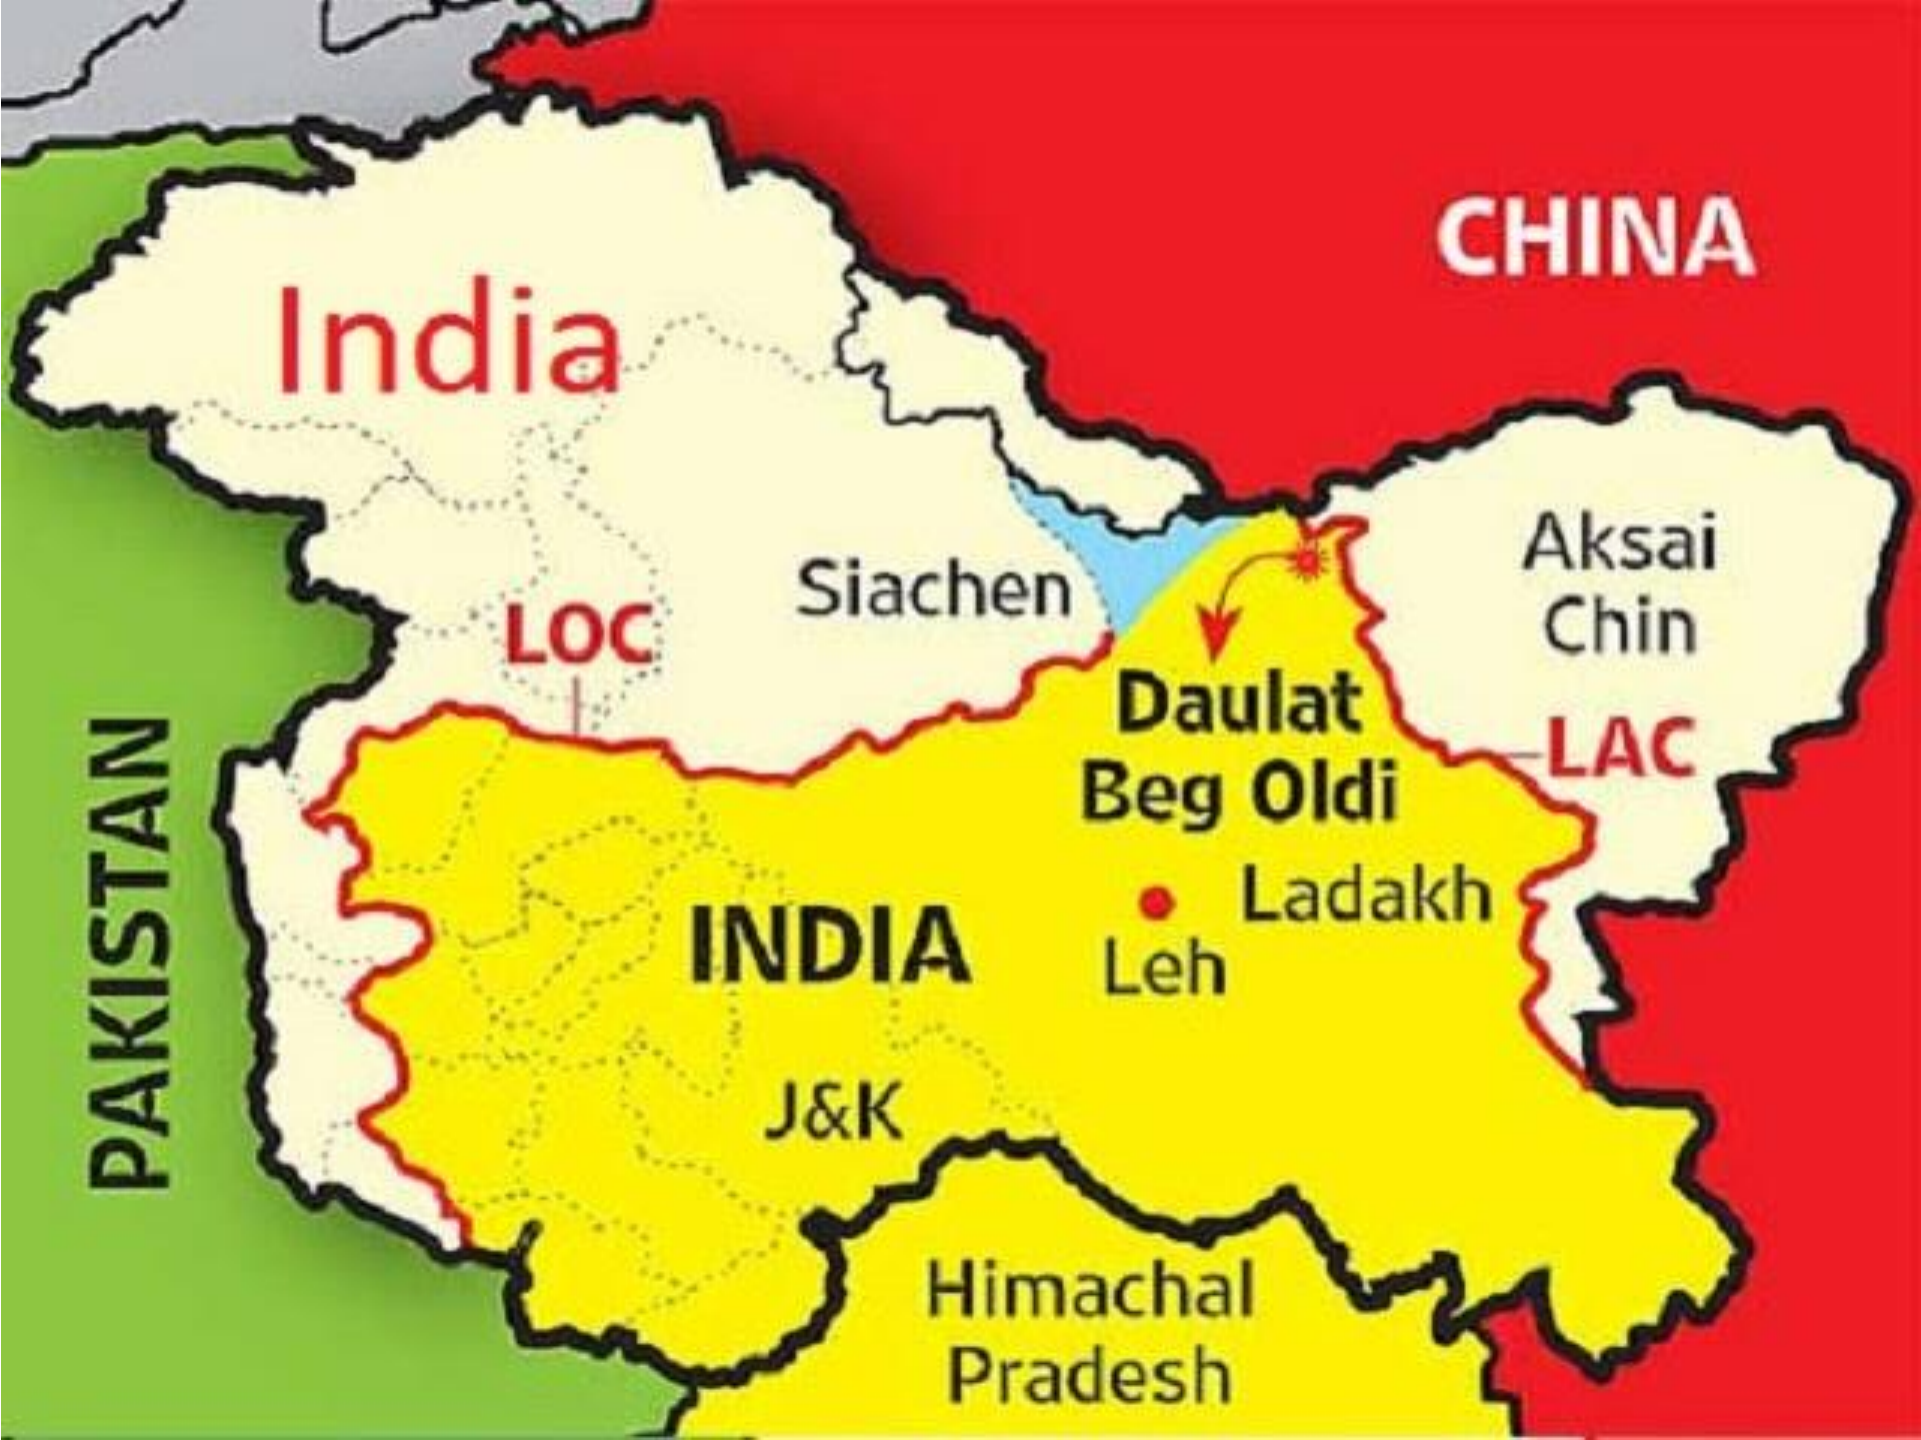 CHINA
India
Aksai
Chin
Siachen
LOC
Daulat
Beg Oldi
LAC
PAKISTAN
Ladakh
INDIA
Leh
J&K
Himachal
Pradesh